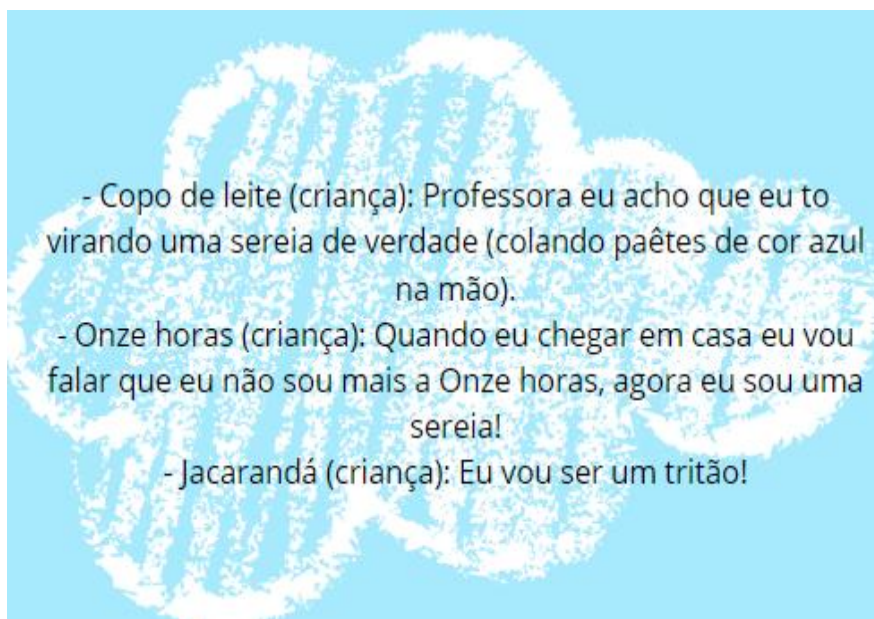 - Copo de leite (criança): Professora eu acho que eu to
virando uma sereia de verdade (colando paêtes de cor azul
na mão).
- Onze horas (criança): Quando eu chegar em casa eu vou
falar que eu não sou mais a Onze horas, agora eu sou uma
sereia!
- Jacarandá (criança): Eu vou ser um tritão!